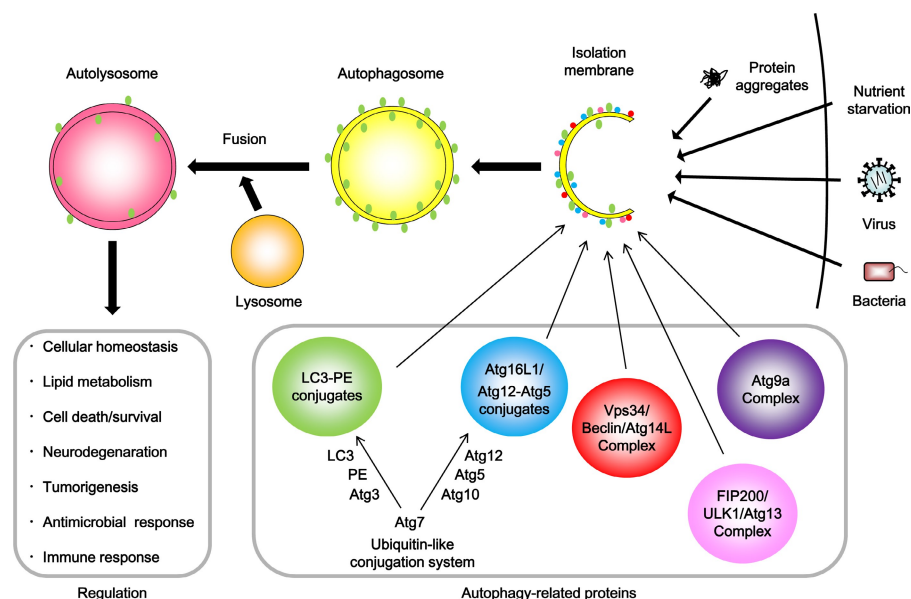 Autolysosome
Autophagosome
Isolation
membrane
Protein
aggregates
Nutrient
starvation
Fusion
Virus
Lysosome
Bacteria
· Cellular homeostasis
· Lipid metabolism
· Cell death/survival
· Neurodegenaration
· Tumorigenesis
· Antimicrobial response
· Immune response
Regulation
LC3-PE
conjugates
Atg16L1/
Atg12-Atg5
conjugates
Vps34/
Beclin/Atg14L
Complex
Atg9a
Complex
FIP200/
ULK1/Atg13
Complex
LC3
PE
Atg3
Atg12
Atg5
Atg10
Atg7
Ubiquitin-like
conjugation system
Autophagy-related proteins